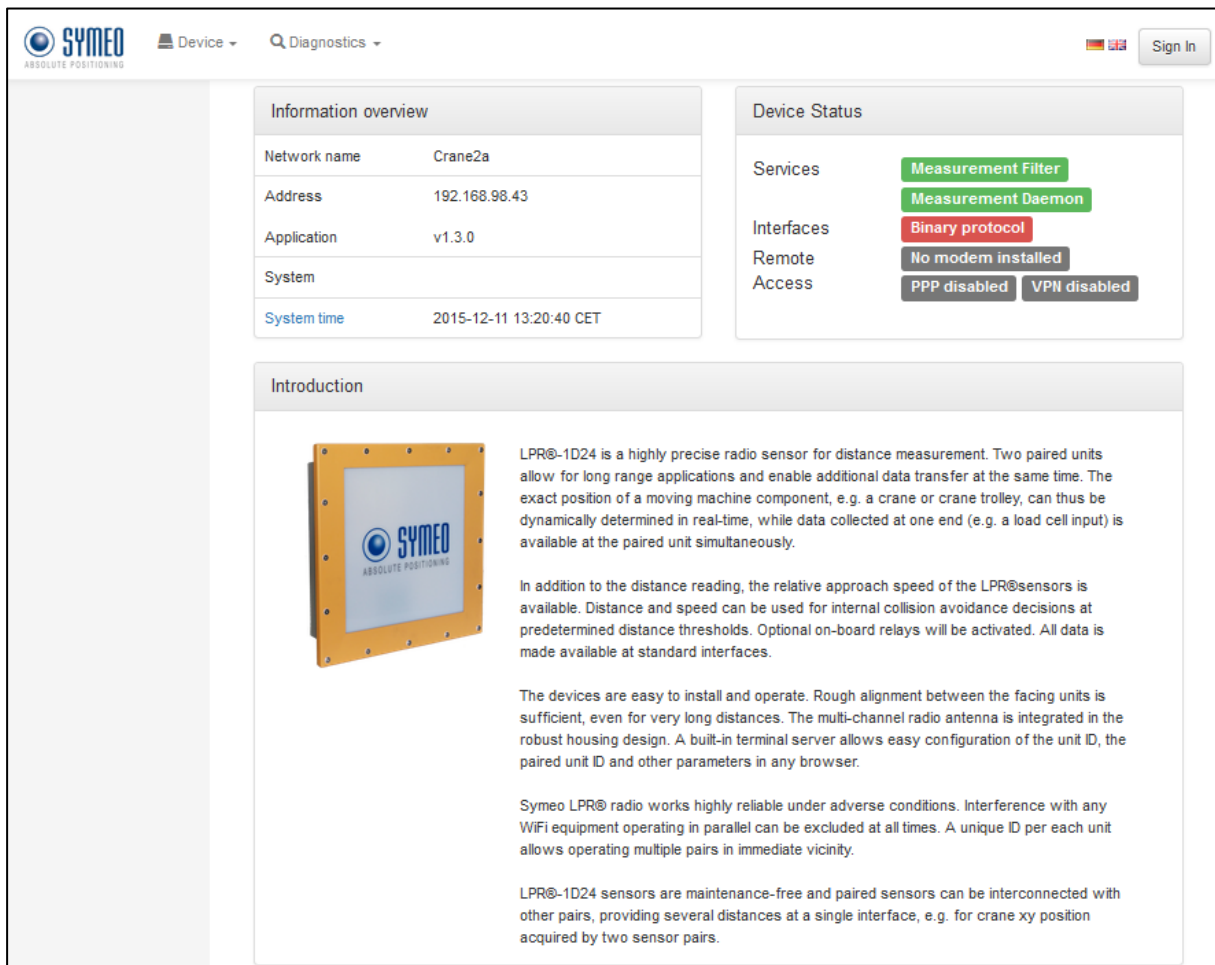 SYMEO
ABSOLUTE POSITIONING
Device
Diagnostics
Sign In
Information overview
Network name Crane2a
Address 192.168.98.43
Application v1.3.0
System
System time 2015-12-11 13:20:40 CET
Device Status
Services Measurement Filter
Measurement Daemon
Interfaces Binary protocol
Remote No modem installed
Access PPP disabled VPN disabled
Introduction
SYMEO
ABSOLUTE POSITIONING
LPR®-1D24 is a highly precise radio sensor for distance measurement. Two paired units
allow for long range applications and enable additional data transfer at the same time. The
exact position of a moving machine component, e.g. a crane or crane trolley, can thus be
dynamically determined in real-time, while data collected at one end (e.g. a load cell input) is
available at the paired unit simultaneously.
In addition to the distance reading, the relative approach speed of the LPR®sensors is
available. Distance and speed can be used for internal collision avoidance decisions at
predetermined distance thresholds. Optional on-board relays will be activated. All data is
made available at standard interfaces.
The devices are easy to install and operate. Rough alignment between the facing units is
sufficient, even for very long distances. The multi-channel radio antenna is integrated in the
robust housing design. A built-in terminal server allows easy configuration of the unit ID, the
paired unit ID and other parameters in any browser.
Symeo LPR® radio works highly reliable under adverse conditions. Interference with any
WiFi equipment operating in parallel can be excluded at all times. A unique ID per each unit
allows operating multiple pairs in immediate vicinity.
LPR®-1D24 sensors are maintenance-free and paired sensors can be interconnected with
other pairs, providing several distances at a single interface, e.g. for crane xy position
acquired by two sensor pairs.